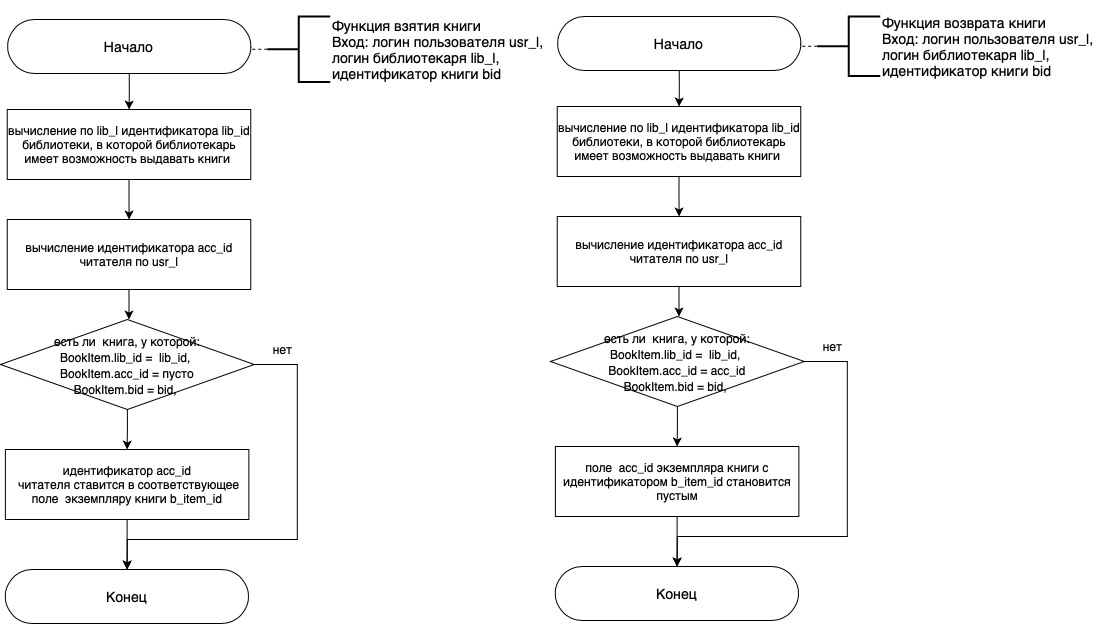 Начало
Функция взятия книги
Вход: логин пользователя usr_l,
логин библиотекаря lib_l,
идентификатор книги bid
вычисление по lib_l идентификатора lib_id
библиотеки, в которой библиотекарь
имеет возможность выдавать книги
вычисление идентификатора acc_id
читателя по usr_l
есть ли книга, у которой:
BookItem.lib_id = lib_id,
BookItem.acc_id = пусто
BookItem.bid = bid,
нет
идентификатор acc_id
читателя ставится в соответствующее
поле экземпляру книги b_item_id
Конец
Начало
Функция возврата книги
Вход: логин пользователя usr_l,
логин библиотекаря lib_l,
идентификатор книги bid
вычисление по lib_l идентификатора lib_id
библиотеки, в которой библиотекарь
имеет возможность выдавать книги
вычисление идентификатора acc_id
читателя по usr_l
есть ли книга, у которой:
BookItem.lib_id = lib_id,
BookItem.acc_id = acc_id
BookItem.bid = bid,
нет
поле acc_id экземпляра книги с
идентификатором b_item_id становится
пустым
Конец